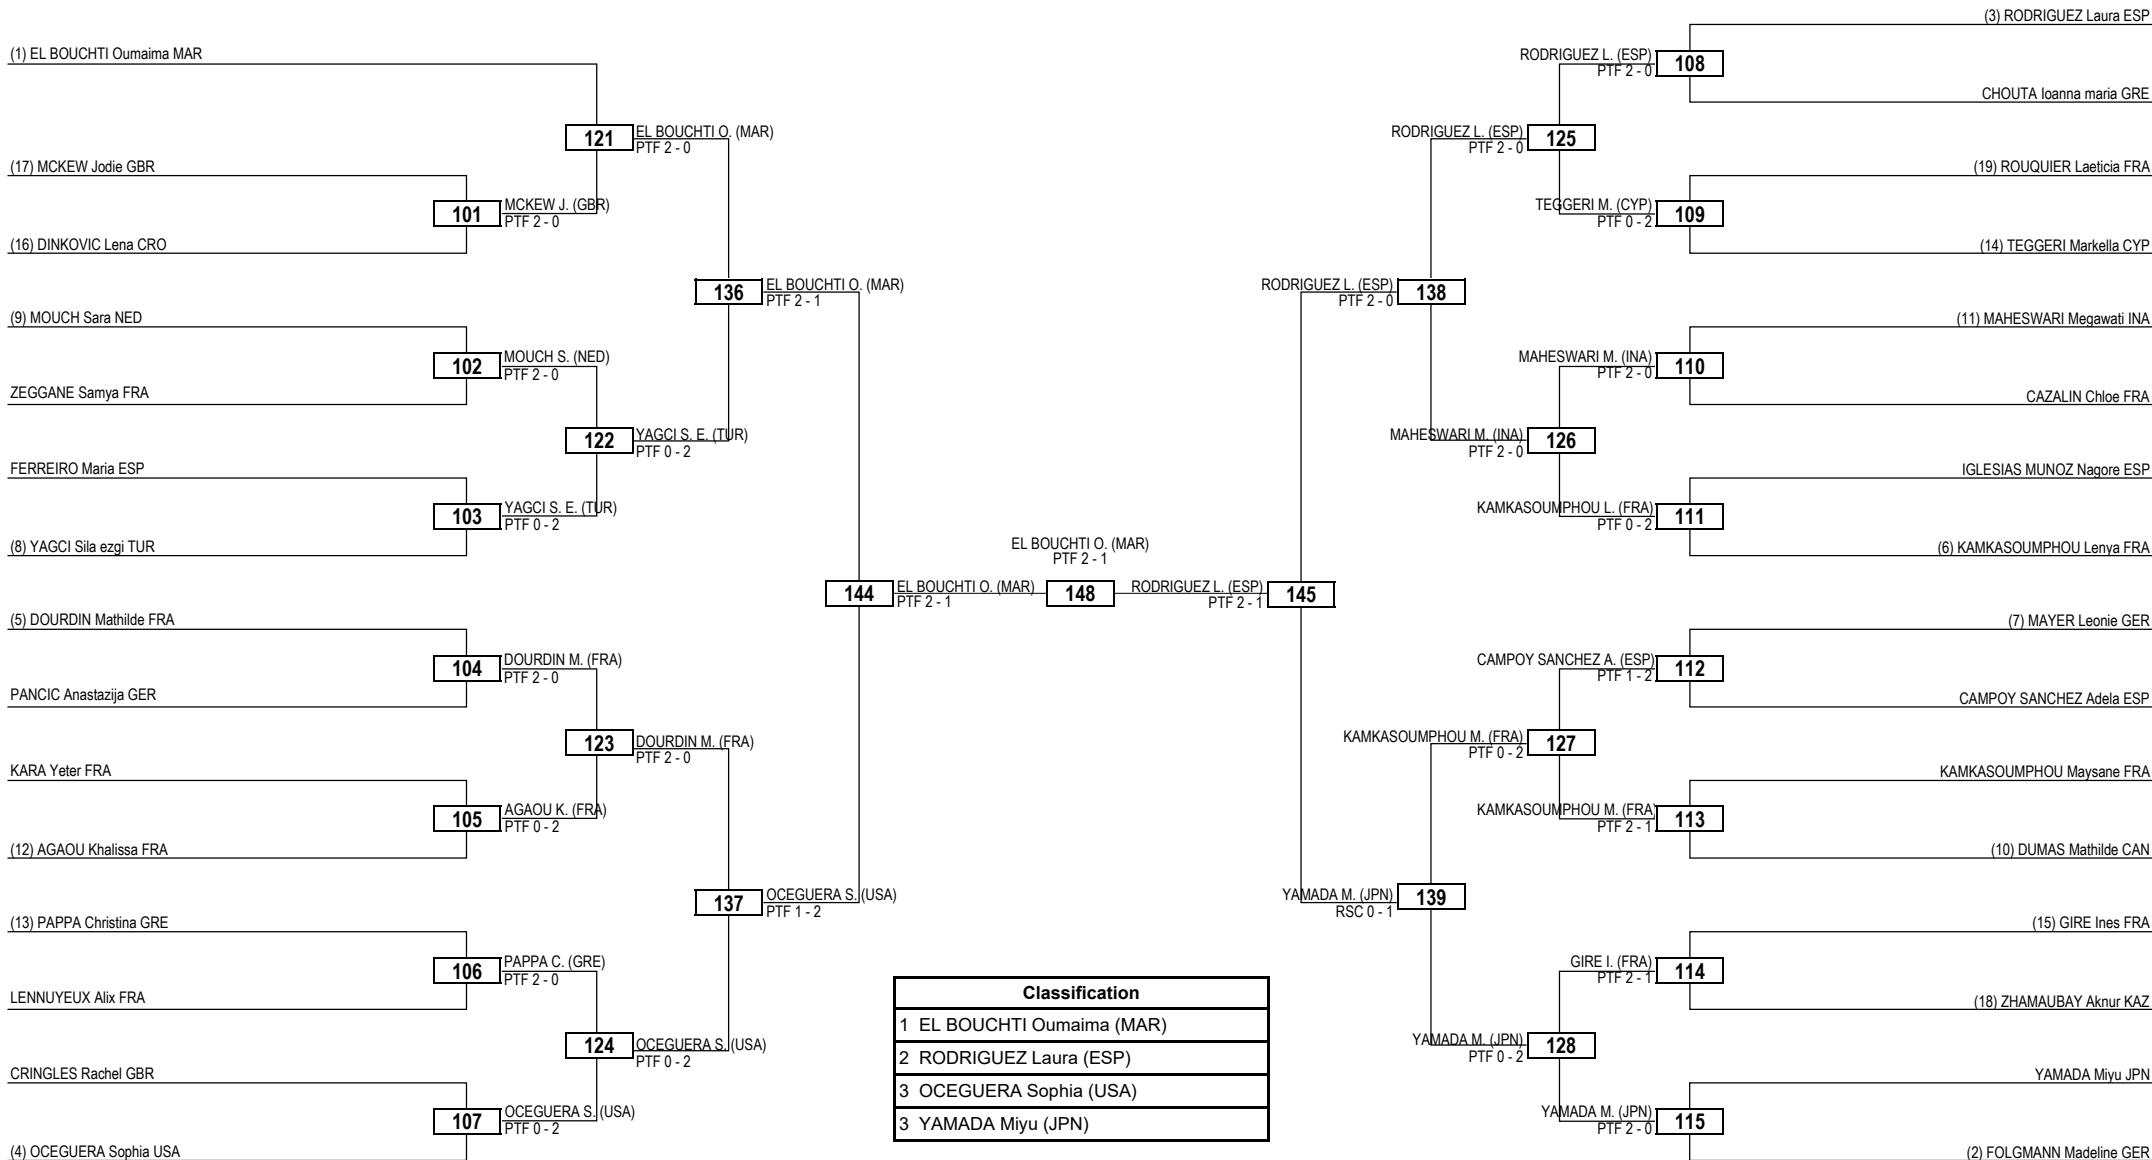 (3) RODRIGUEZ Laura ESP
(1) EL BOUCHTI Oumaima MAR
RODRIGUEZ L. (ESP)
PTF 2 - 0
108
CHOUTA Ioanna maria GRE
121
EL BOUCHTI O. (MAR)
PTF 2 - 0
RODRIGUEZ L. (ESP)
PTF 2 - 0
125
(17) MCKEW Jodie GBR
(19) ROUQUIER Laeticia FRA
101
MCKEW J. (GBR)
PTF 2 - 0
TEGGERI M. (CYP)
PTF 0 - 2
109
(16) DINKOVIC Lena CRO
(14) TEGGERI Markella CYP
136
EL BOUCHTI O. (MAR)
PTF 2 - 1
RODRIGUEZ L. (ESP)
PTF 2 - 0
138
(9) MOUCH Sara NED
(11) MAHESWARI Megawati INA
102
MOUCH S. (NED)
PTF 2 - 0
MAHESWARI M. (INA)
PTF 2 - 0
110
ZEGGANE Samya FRA
CAZALIN Chloe FRA
122
YAGCI S. E. (TUR)
PTF 0 - 2
MAHESWARI M. (INA)
PTF 2 - 0
126
FERREIRO Maria ESP
IGLESIAS MUNOZ Nagore ESP
103
YAGCI S. E. (TUR)
PTF 0 - 2
KAMKASOUMPHOU L. (FRA)
PTF 0 - 2
111
(8) YAGCI Sila ezgi TUR
(6) KAMKASOUMPHOU Lenya FRA
EL BOUCHTI O. (MAR)
PTF 2 - 1
144
EL BOUCHTI O. (MAR)
PTF 2 - 1
148
RODRIGUEZ L. (ESP)
PTF 2 - 1
145
(5) DOURDIN Mathilde FRA
(7) MAYER Leonie GER
104
DOURDIN M. (FRA)
PTF 2 - 0
CAMPOY SANCHEZ A. (ESP)
PTF 1 - 2
112
PANCIC Anastazija GER
CAMPOY SANCHEZ Adela ESP
123
DOURDIN M. (FRA)
PTF 2 - 0
KAMKASOUMPHOU M. (FRA)
PTF 0 - 2
127
KARA Yeter FRA
KAMKASOUMPHOU Maysane FRA
105
AGAOU K. (FRA)
PTF 0 - 2
KAMKASOUMPHOU M. (FRA)
PTF 2 - 1
113
(12) AGAOU Khalissa FRA
(10) DUMAS Mathilde CAN
137
OCEGUERA S. (USA)
PTF 1 - 2
YAMADA M. (JPN)
RSC 0 - 1
139
(13) PAPPA Christina GRE
(15) GIRE Ines FRA
106
PAPPA C. (GRE)
PTF 2 - 0
GIRE I. (FRA)
PTF 2 - 1
114
LENNUYEUX Alix FRA
(18) ZHAMAUBAY Aknur KAZ
124
OCEGUERA S. (USA)
PTF 0 - 2
YAMADA M. (JPN)
PTF 0 - 2
128
CRINGLES Rachel GBR
YAMADA Miyu JPN
107
OCEGUERA S. (USA)
PTF 0 - 2
YAMADA M. (JPN)
PTF 2 - 0
115
(4) OCEGUERA Sophia USA
(2) FOLGMANN Madeline GER
Classification
1 EL BOUCHTI Oumaima (MAR)
2 RODRIGUEZ Laura (ESP)
3 OCEGUERA Sophia (USA)
3 YAMADA Miyu (JPN)